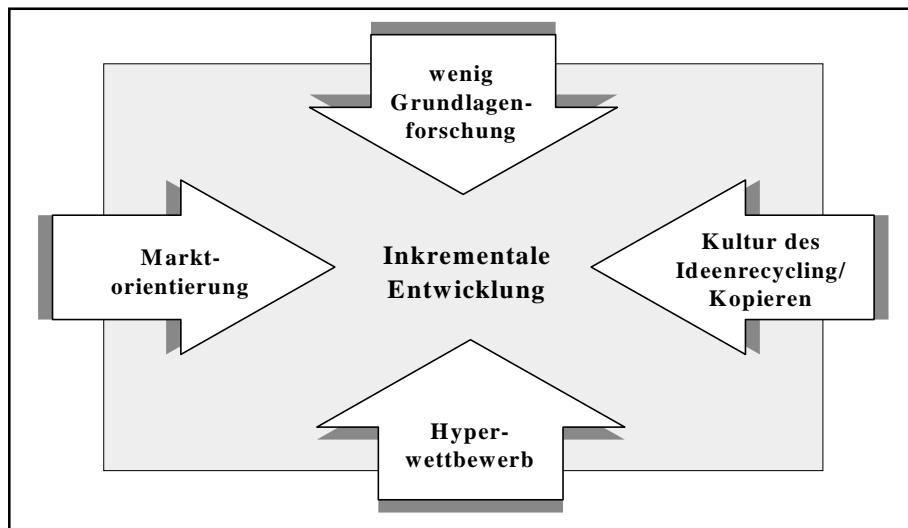 wenig
Grundlagen-
forschung
Markt-
orientierung
Inkrementale
Entwicklung
Kultur des
Ideenrecycling/
Kopieren
Hyper-
wettbewerb